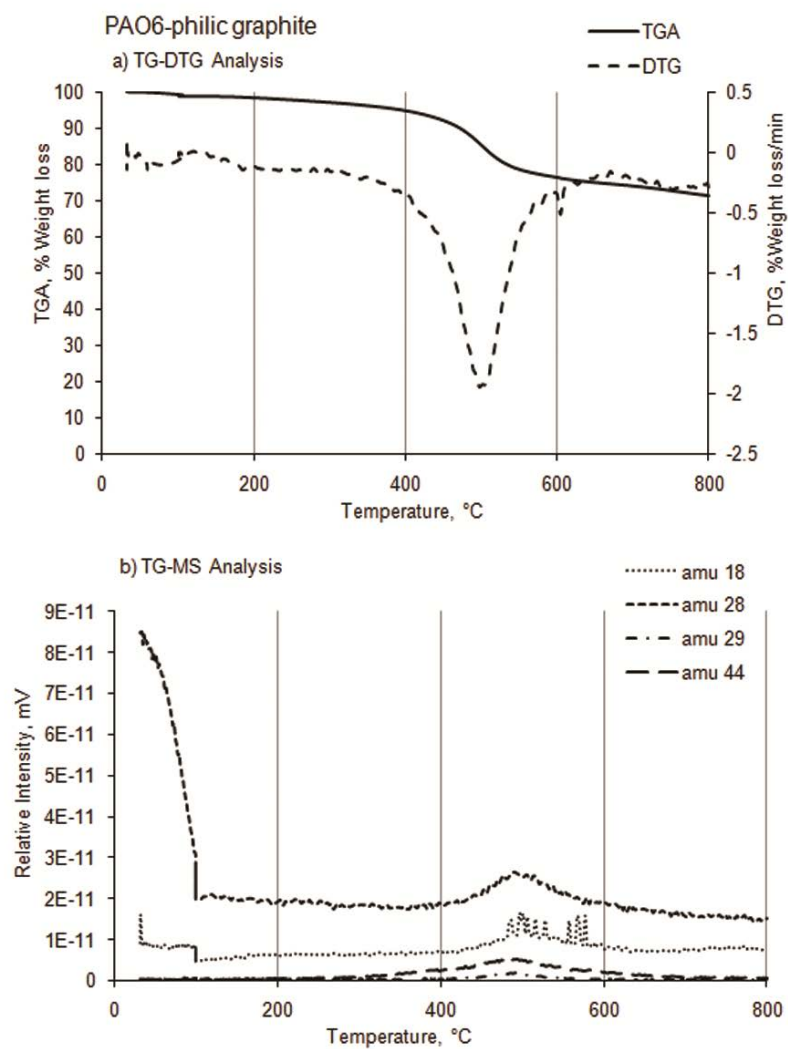 PAO6-philic graphite
a) TG-DTG Analysis
TGA
DTG
TGA, % Weight loss
100
90
80
70
60
50
40
30
20
10
0
0.5
0
-0.5
-1
-1.5
-2
-2.5
DTG, %Weight loss/min
0
200
400
600
800
Temperature, °C
b) TG-MS Analysis
amu 18
amu 28
amu 29
amu 44
Relative Intensity, mV
9E-11
8E-11
7E-11
6E-11
5E-11
4E-11
3E-11
2E-11
1E-11
0
0
200
400
600
800
Temperature, °C